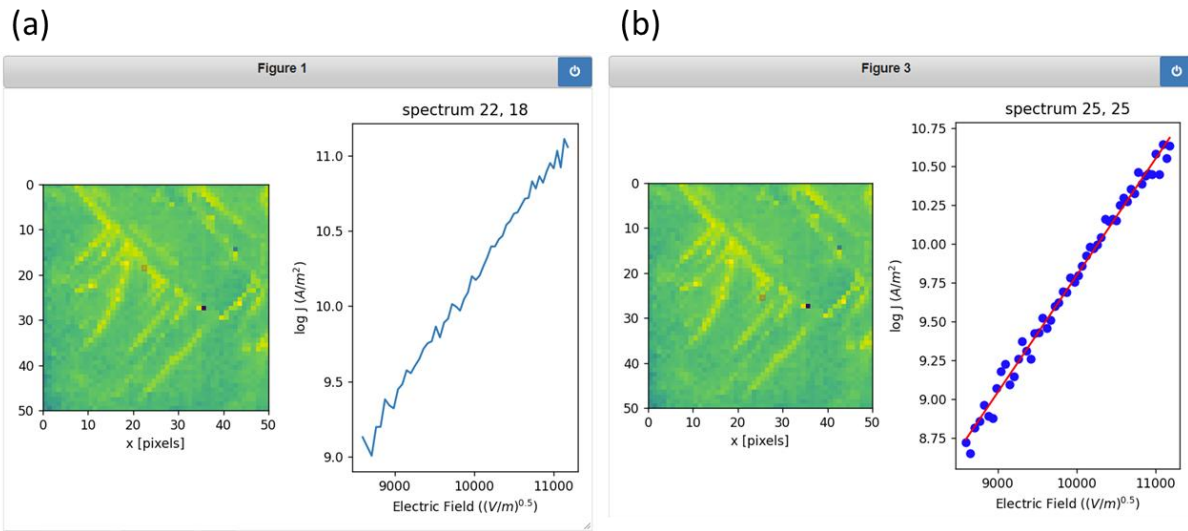 (a)
Figure 1
spectrum 22, 18
0
10
20
30
40
50
0 10 20 30 40 50
x [pixels]
11.0
10.5
10.0
9.5
9.0
log J (A/m²)
9000 10000 11000
Electric Field ((V/m)^0.5)
(b)
Figure 3
spectrum 25, 25
0
10
20
30
40
50
0 10 20 30 40 50
x [pixels]
10.75
10.50
10.25
10.00
9.75
9.50
9.25
9.00
8.75
log J (A/m²)
9000 10000 11000
Electric Field ((V/m)^0.5)